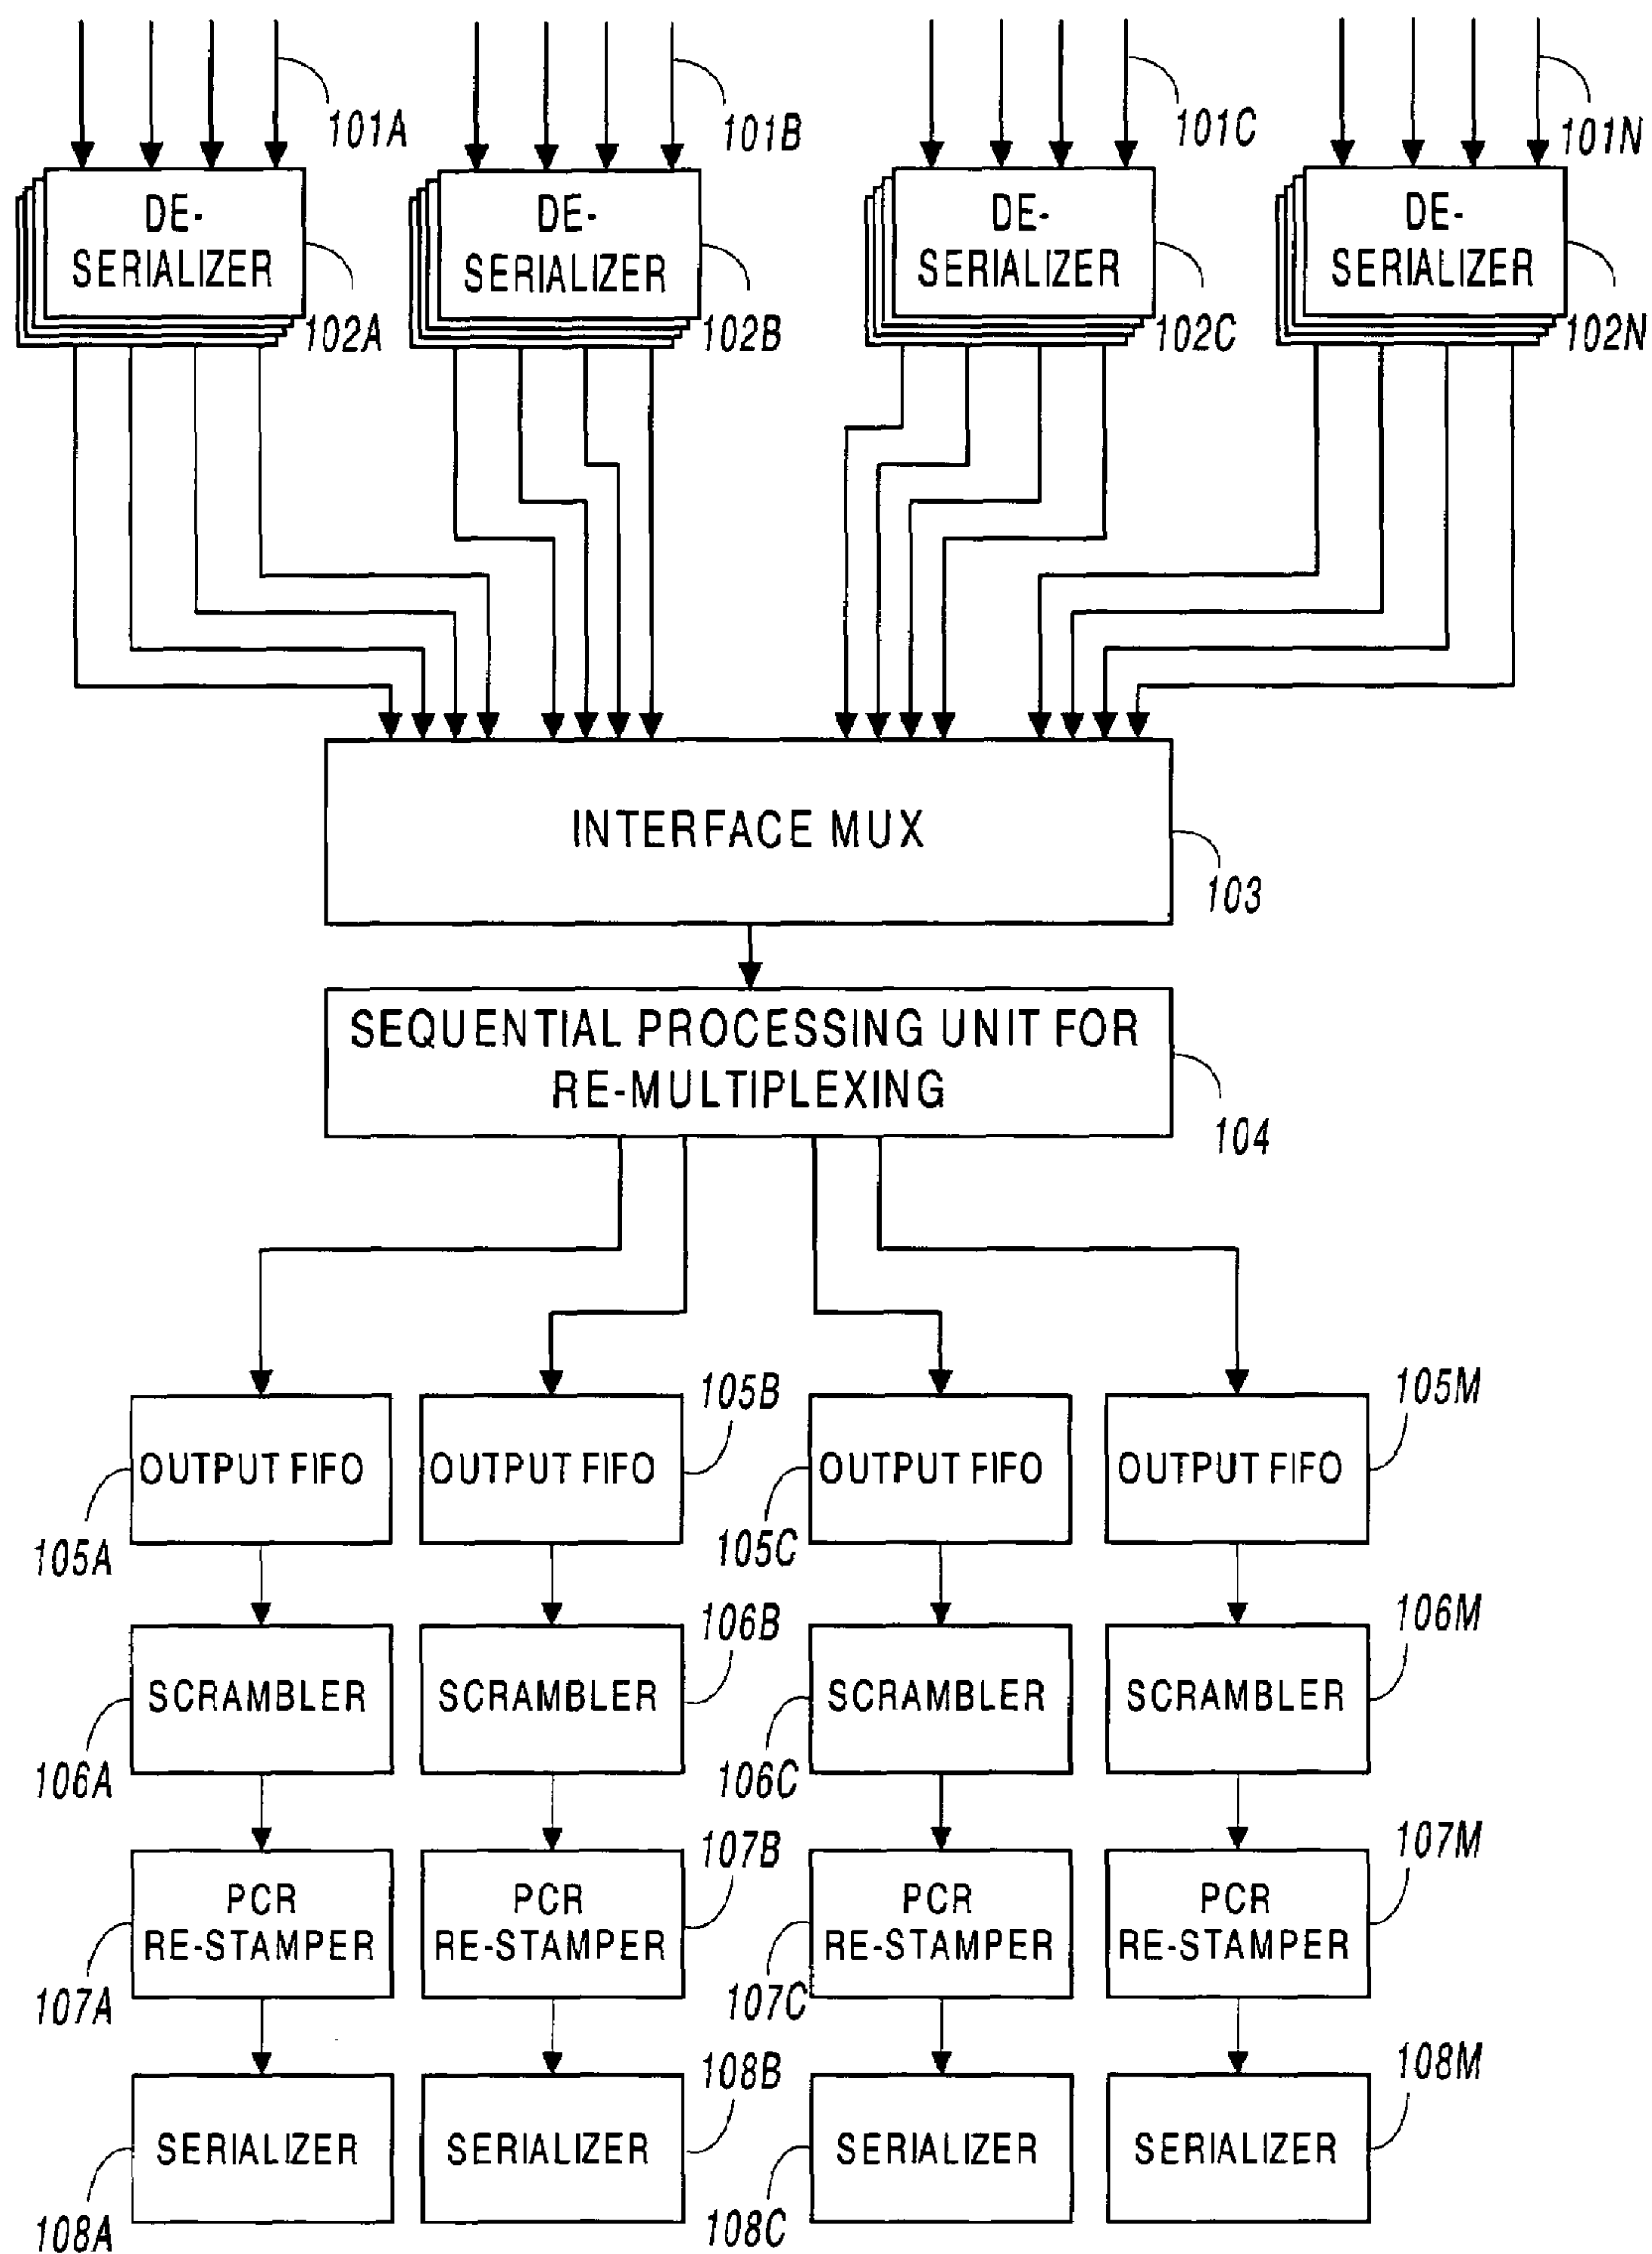 101A
101B
101C
101N
DE-
SERIALIZER
DE-
SERIALIZER
DE-
SERIALIZER
DE-
SERIALIZER
102A
102B
102C
102N
INTERFACE MUX
103
SEQUENTIAL PROCESSING UNIT FOR
RE-MULTIPLEXING
104
105B
105M
OUTPUT FIFO
OUTPUT FIFO
OUTPUT FIFO
OUTPUT FIFO
105A
105C
106B
106M
SCRAMBLER
SCRAMBLER
SCRAMBLER
SCRAMBLER
106A
106C
107B
107M
PCR
RE-STAMPER
PCR
RE-STAMPER
PCR
RE-STAMPER
PCR
RE-STAMPER
107A
107C
108B
108M
SERIALIZER
SERIALIZER
SERIALIZER
SERIALIZER
108A
108C